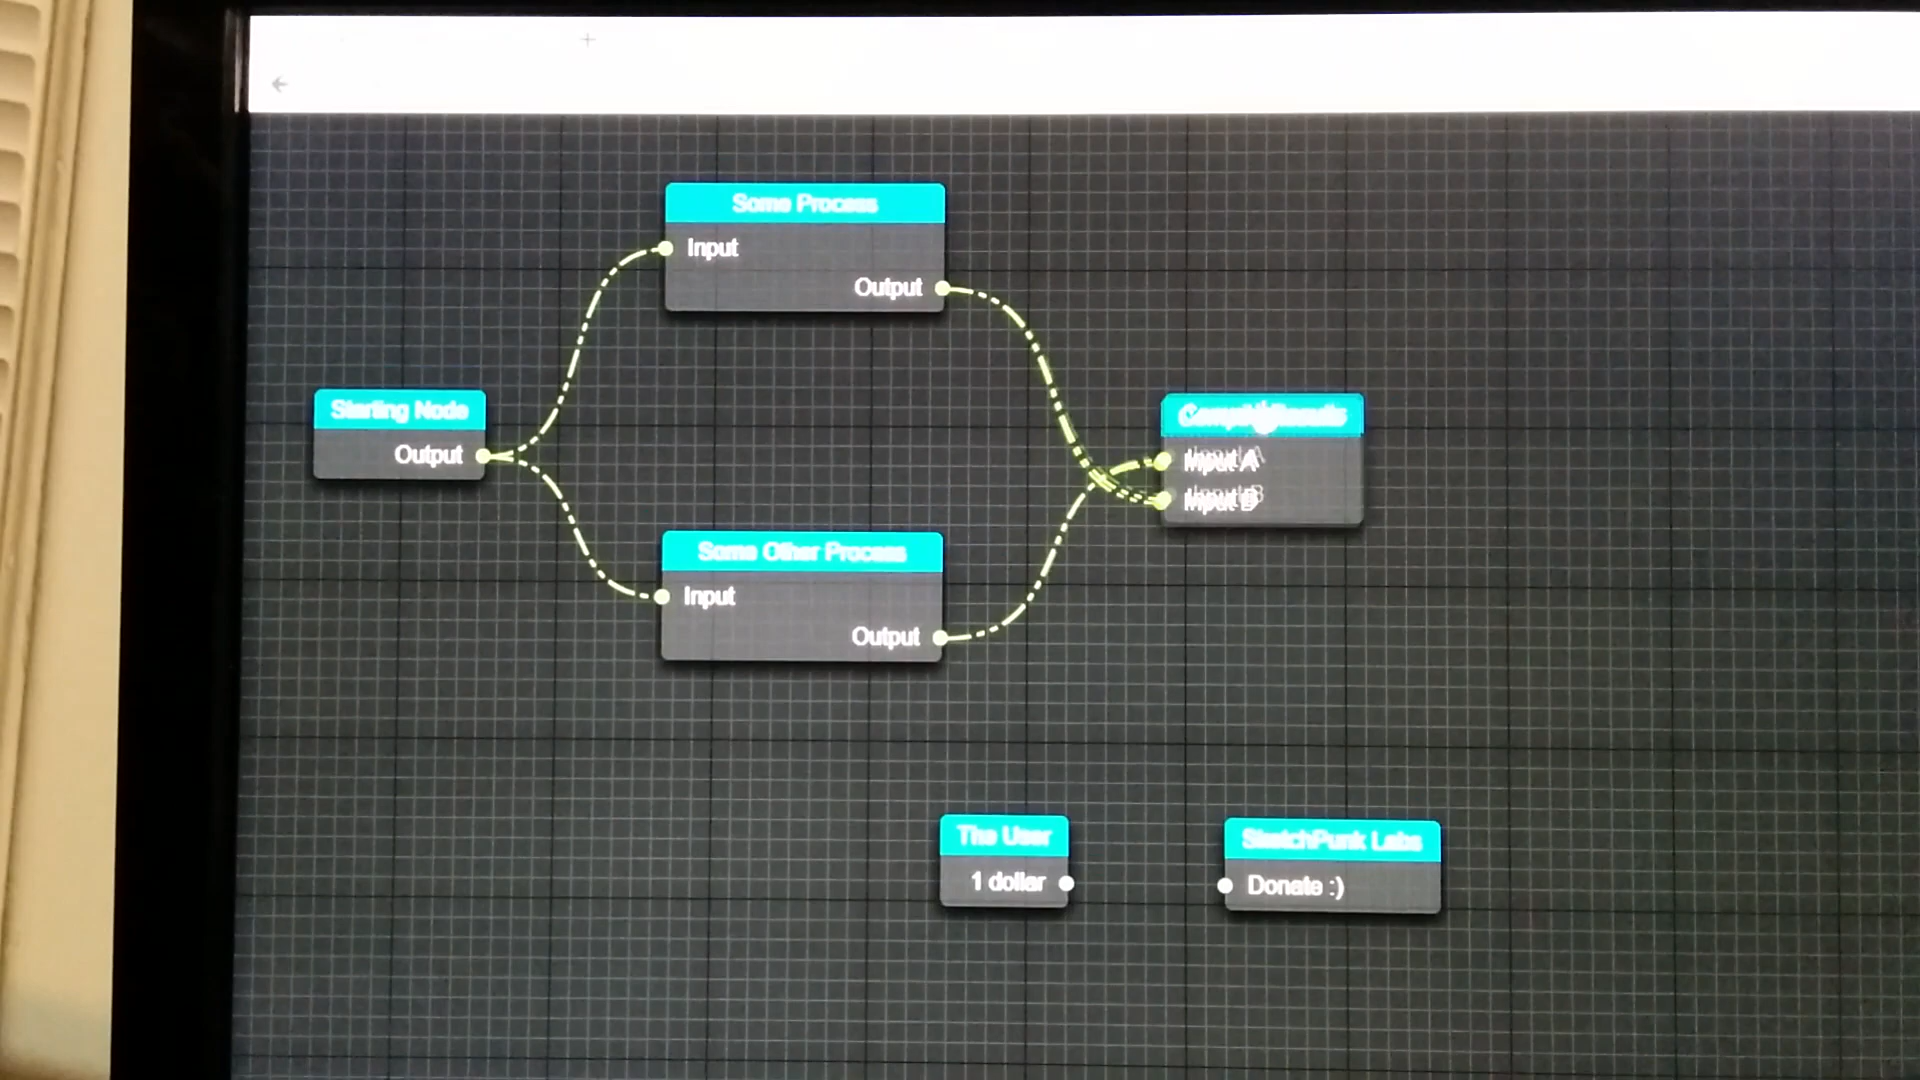 Some Process
Input
Output
Starting Node
Output
Input A
Input B
Some Other Process
Input
Output
The User
1 dollar
SketchPunk Labs
Donate :)